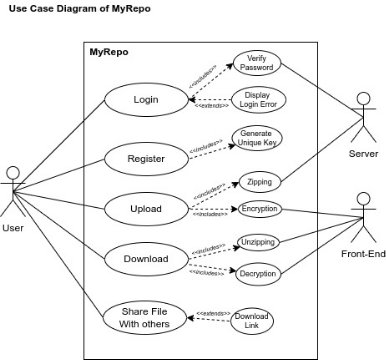 Use Case Diagram of MyRepo
MyRepo
Verify
Password
<<includes>>
Login
Display
Login Error
<<extends>>
Generate
Unique Key
<<includes>>
Register
Server
Zipping
<<includes>>
Upload
Encryption
<<includes>>
User
Unzipping
<<includes>>
Download
Front-End
Decryption
<<includes>>
Share File
With others
<<extends>>
Download
Link